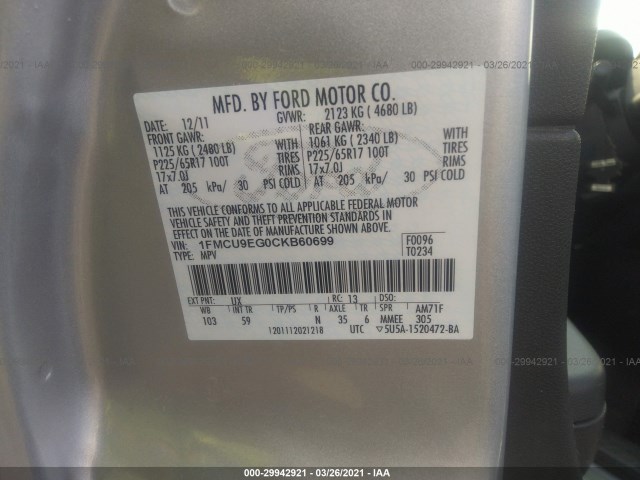 000-29942921 | 03/26/2021 | IAA
MFD. BY FORD MOTOR CO.
DATE: 12/11 GVWR: 2123 KG ( 4680 LB)
FRONT GAWR: REAR GAWR:
1125 KG ( 2480 LB) WITH 1061 KG ( 2340 LB) WITH
P225/65R17 100T TIRES P225/65R17 100T TIRES
17x7.0J RIMS 17x7.0J RIMS
AT 205 kPa/ 30 PSI COLD AT 205 kPa/ 30 PSI COLD
THIS VEHICLE CONFORMS TO ALL APPLICABLE FEDERAL MOTOR
VEHICLE SAFETY AND THEFT PREVENTION STANDARDS IN
EFFECT ON THE DATE OF MANUFACTURE SHOWN ABOVE.
VIN: 1FMCU9EG0CKB60699 F0096
TYPE: MPV T0234
EXT PNT: UX RC: 13 DSO:
WB INT TR TP/PS R AXLE TR SPR AM71F
103 59 N 35 6 MMEE 305
1201112021218 UTC ▽5U5A-1520472-BA
Ford
000-29942921 | 03/26/2021 | IAA